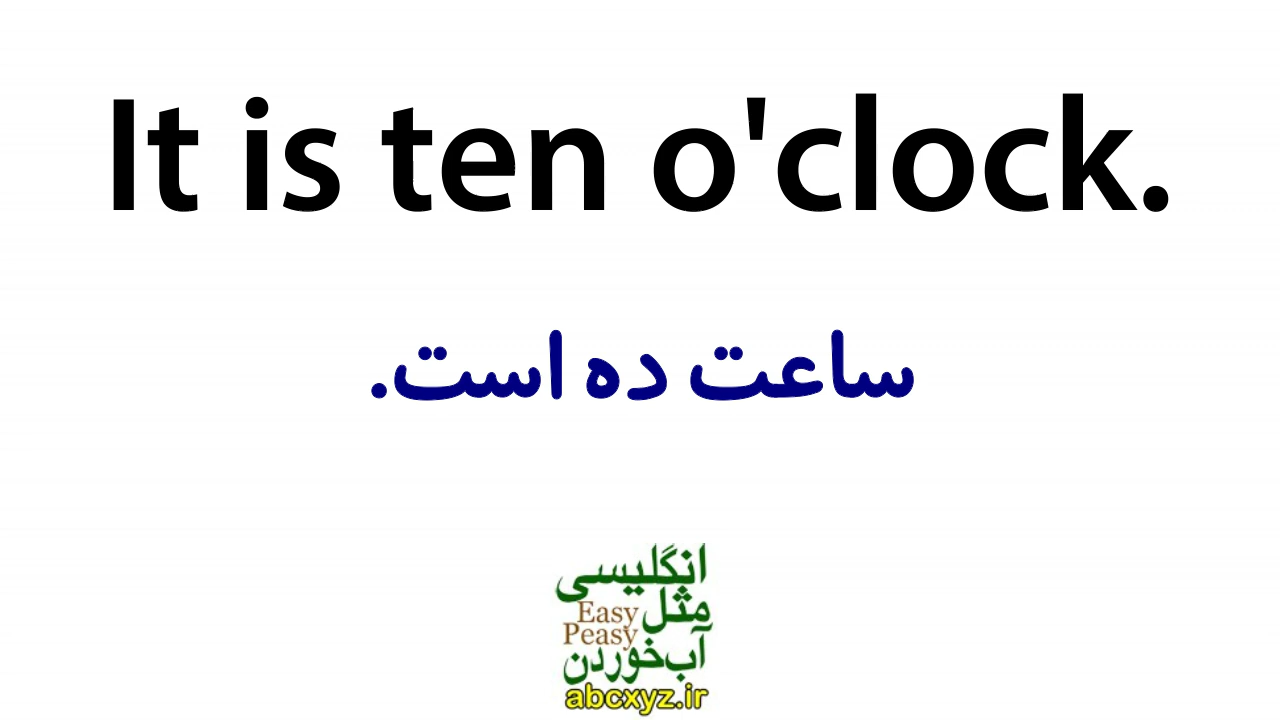 It is ten o'clock.
ساعت ده است.
انگلیسی
مثل Easy
Peasy
آب‌خوردن
abcxyz.ir